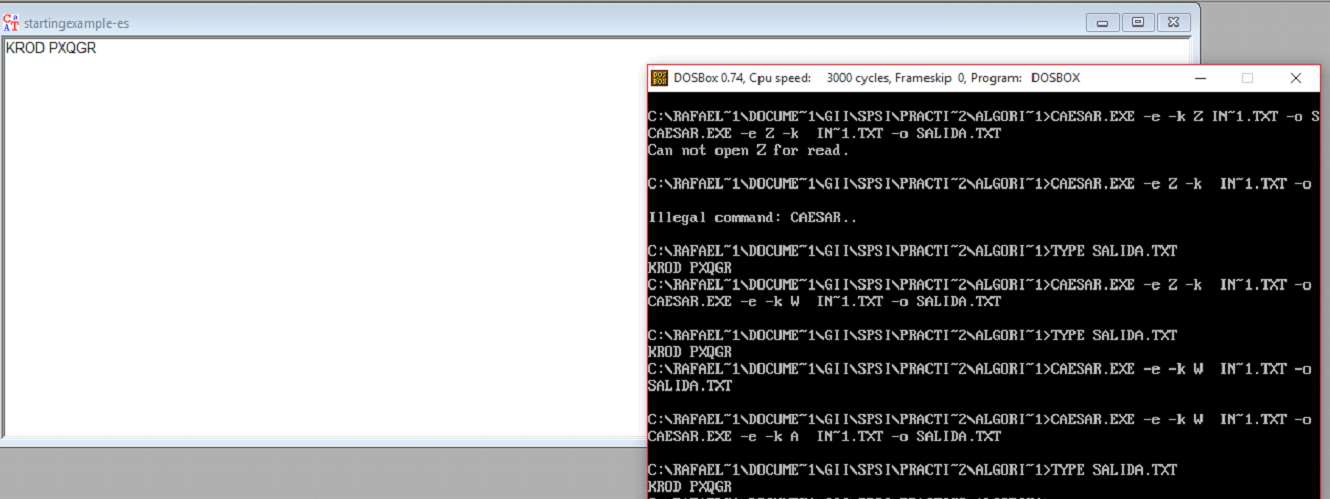 startingexample-es
KROD PXQGR
DOSBox 0.74, Cpu speed: 3000 cycles, Frameskip 0, Program: DOSBOX
C:\RAFAEL~1\DOCUME~1\GII\SPSI\PRACTI~2\ALGORI~1>CAESAR.EXE -e -k Z IN~1.TXT -o S
CAESAR.EXE -e Z -k  IN~1.TXT -o SALIDA.TXT
Can not open Z for read.
C:\RAFAEL~1\DOCUME~1\GII\SPSI\PRACTI~2\ALGORI~1>CAESAR.EXE -e Z -k  IN~1.TXT -o
Illegal command: CAESAR..
C:\RAFAEL~1\DOCUME~1\GII\SPSI\PRACTI~2\ALGORI~1>TYPE SALIDA.TXT
KROD PXQGR
C:\RAFAEL~1\DOCUME~1\GII\SPSI\PRACTI~2\ALGORI~1>CAESAR.EXE -e Z -k  IN~1.TXT -o
CAESAR.EXE -e -k W  IN~1.TXT -o SALIDA.TXT
C:\RAFAEL~1\DOCUME~1\GII\SPSI\PRACTI~2\ALGORI~1>TYPE SALIDA.TXT
KROD PXQGR
C:\RAFAEL~1\DOCUME~1\GII\SPSI\PRACTI~2\ALGORI~1>CAESAR.EXE -e -k W  IN~1.TXT -o
SALIDA.TXT
C:\RAFAEL~1\DOCUME~1\GII\SPSI\PRACTI~2\ALGORI~1>CAESAR.EXE -e -k W  IN~1.TXT -o
CAESAR.EXE -e -k A  IN~1.TXT -o SALIDA.TXT
C:\RAFAEL~1\DOCUME~1\GII\SPSI\PRACTI~2\ALGORI~1>TYPE SALIDA.TXT
KROD PXQGR